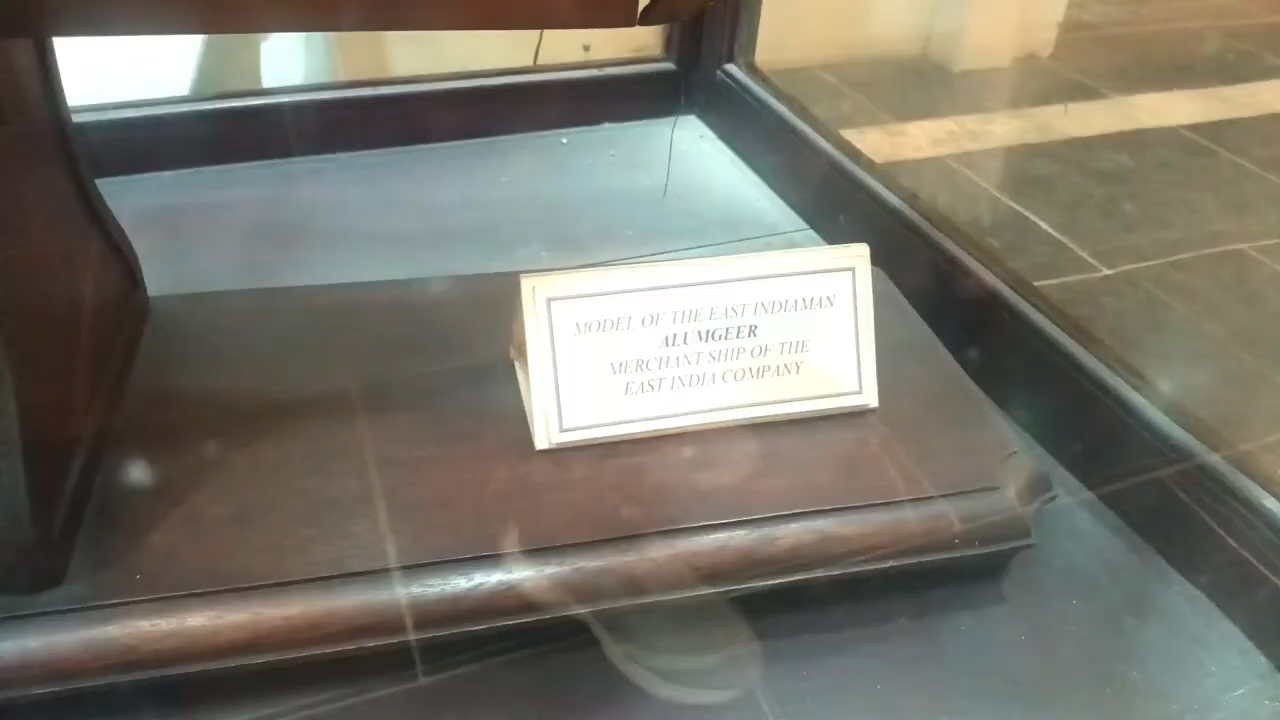 MODEL OF THE EAST INDIAMAN
ALUMGEER
MERCHANT SHIP OF THE
EAST INDIA COMPANY